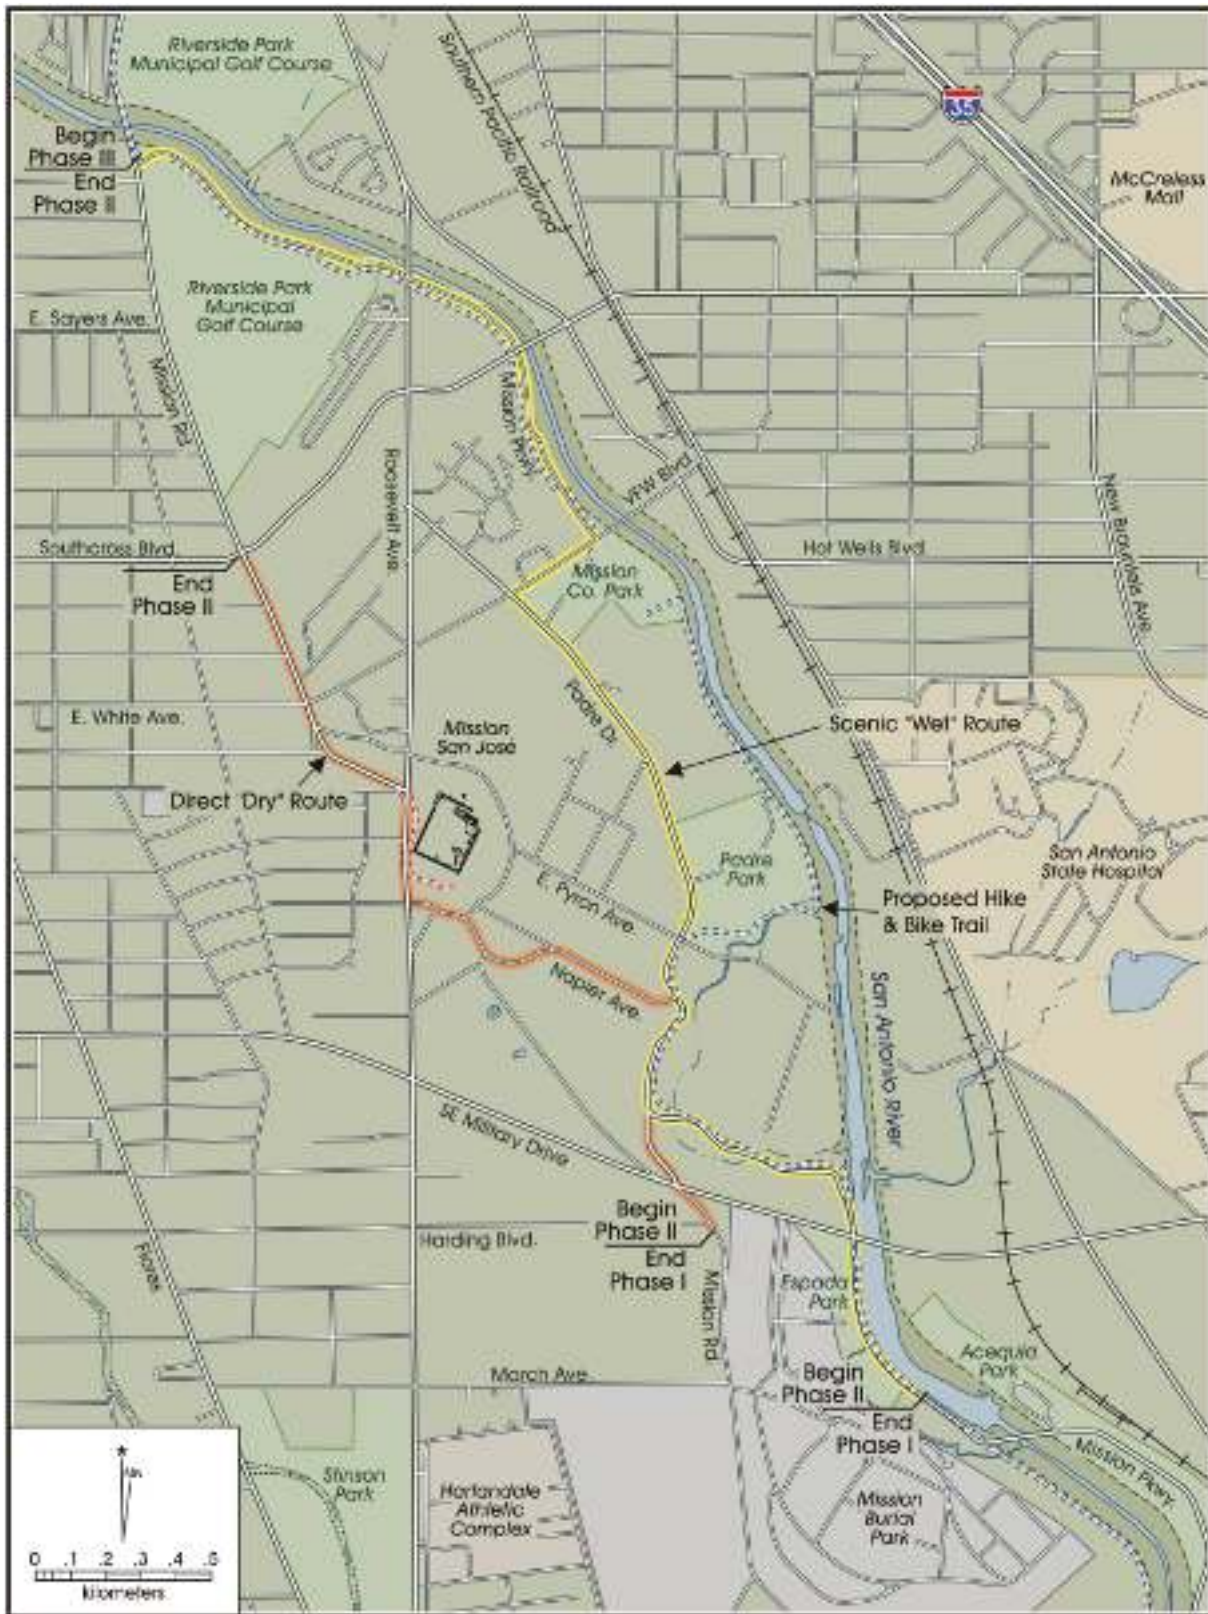 Riverside Park
Municipal Golf Course
Southern Pacific Railroad
35
Begin
Phase III
End
Phase II
McCreless
Mall
Riverside Park
Municipal
Golf Course
E. Sayers Ave.
Mission Rd.
Mission Pkwy.
Roosevelt Ave.
VFW Blvd.
New Braunfels Ave.
Southcross Blvd.
Hot Wells Blvd.
End
Phase II
Mission
Co. Park
E. White Ave.
Mission
San José
Padre Dr.
Scenic "Wet" Route
Direct "Dry" Route
San Antonio
State Hospital
Padre
Park
E. Pyron Ave.
Proposed Hike
& Bike Trail
Napier Ave.
San Antonio River
SE Military Drive
Begin
Phase II
End
Phase I
Harding Blvd.
Flores
Mission Rd.
Espada
Park
Acequia
Park
March Ave.
Begin
Phase II
End
Phase I
Mission Pkwy.
Stinson
Park
Harlandale
Athletic
Complex
Mission
Burial
Park
0 .1 .2 .3 .4 .5
kilometers